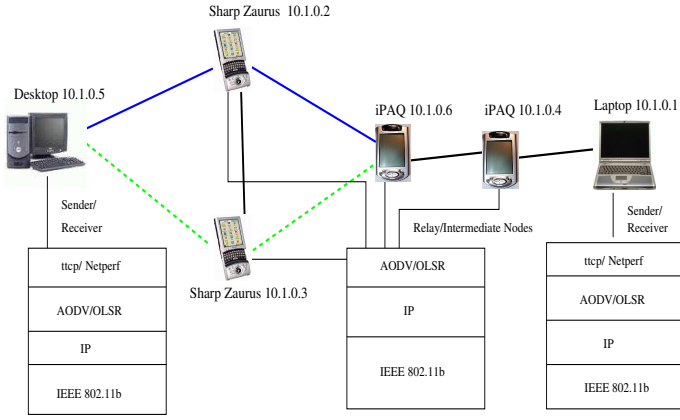 Sharp Zaurus 10.1.0.2
Desktop 10.1.0.5
iPAQ 10.1.0.6
iPAQ 10.1.0.4
Laptop 10.1.0.1
Sender/
Receiver
Relay/Intermediate Nodes
Sender/
Receiver
Sharp Zaurus 10.1.0.3
ttcp/ Netperf
AODV/OLSR
IP
IEEE 802.11b
AODV/OLSR
IP
IEEE 802.11b
ttcp/ Netperf
AODV/OLSR
IP
IEEE 802.11b